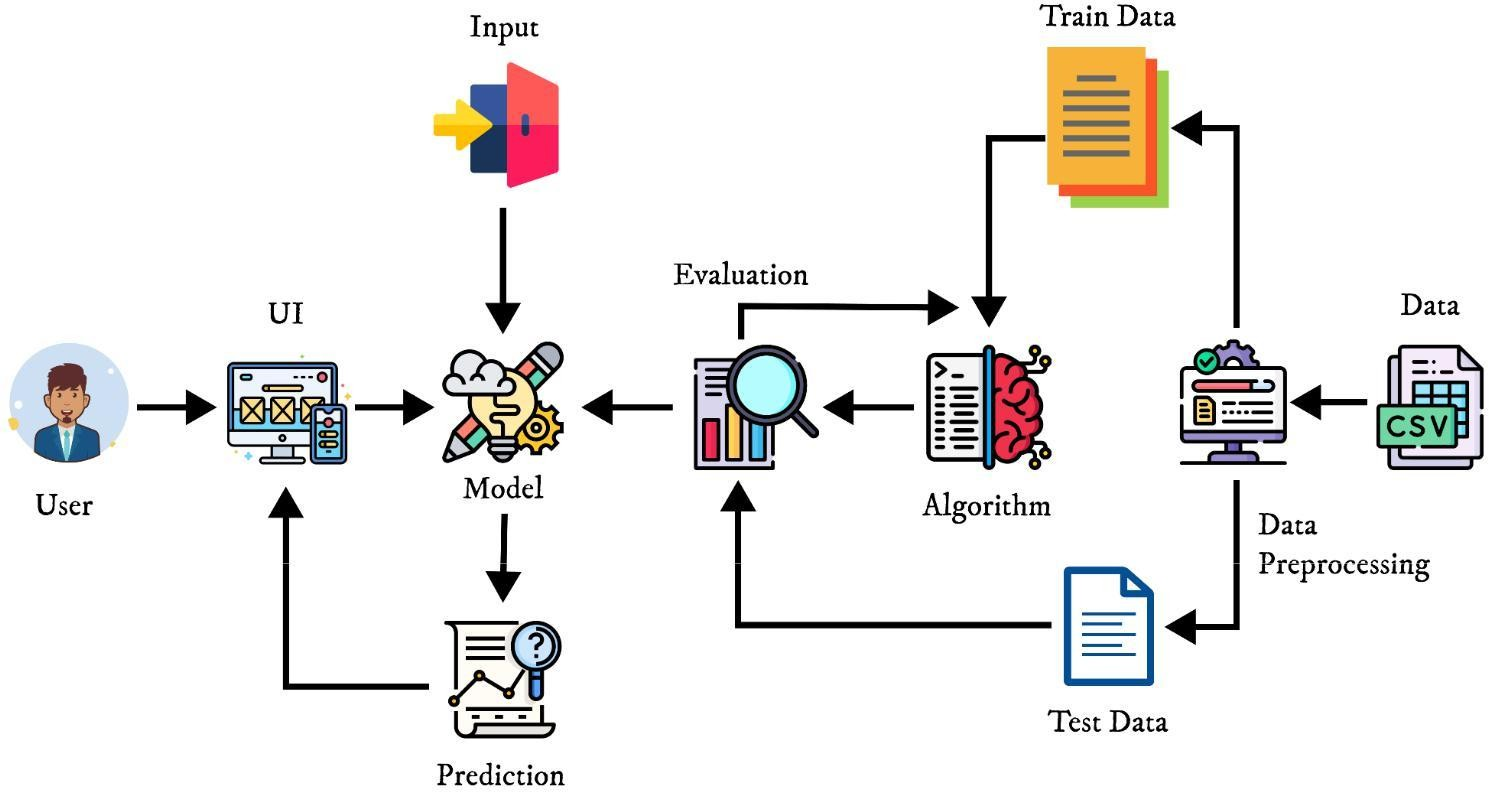 Input
Train Data
Evaluation
Data
UI
CSV
User
Model
Algorithm
Data
Preprocessing
Test Data
Prediction
?